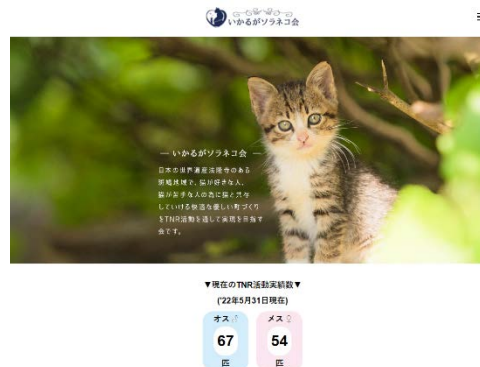 いかるがソラネコ会
― いかるがソラネコ会 ―
日本の世界遺産法隆寺のある
斑鳩地域で、猫が好きな人、
猫が苦手な人の為に猫と共存
していける快適な優しい町づくり
をTNR活動を通して実現を目指す
会です。
▼現在のTNR活動実績数▼
('22年5月31日現在)
オス♂ メス♀
67 54
匹 匹